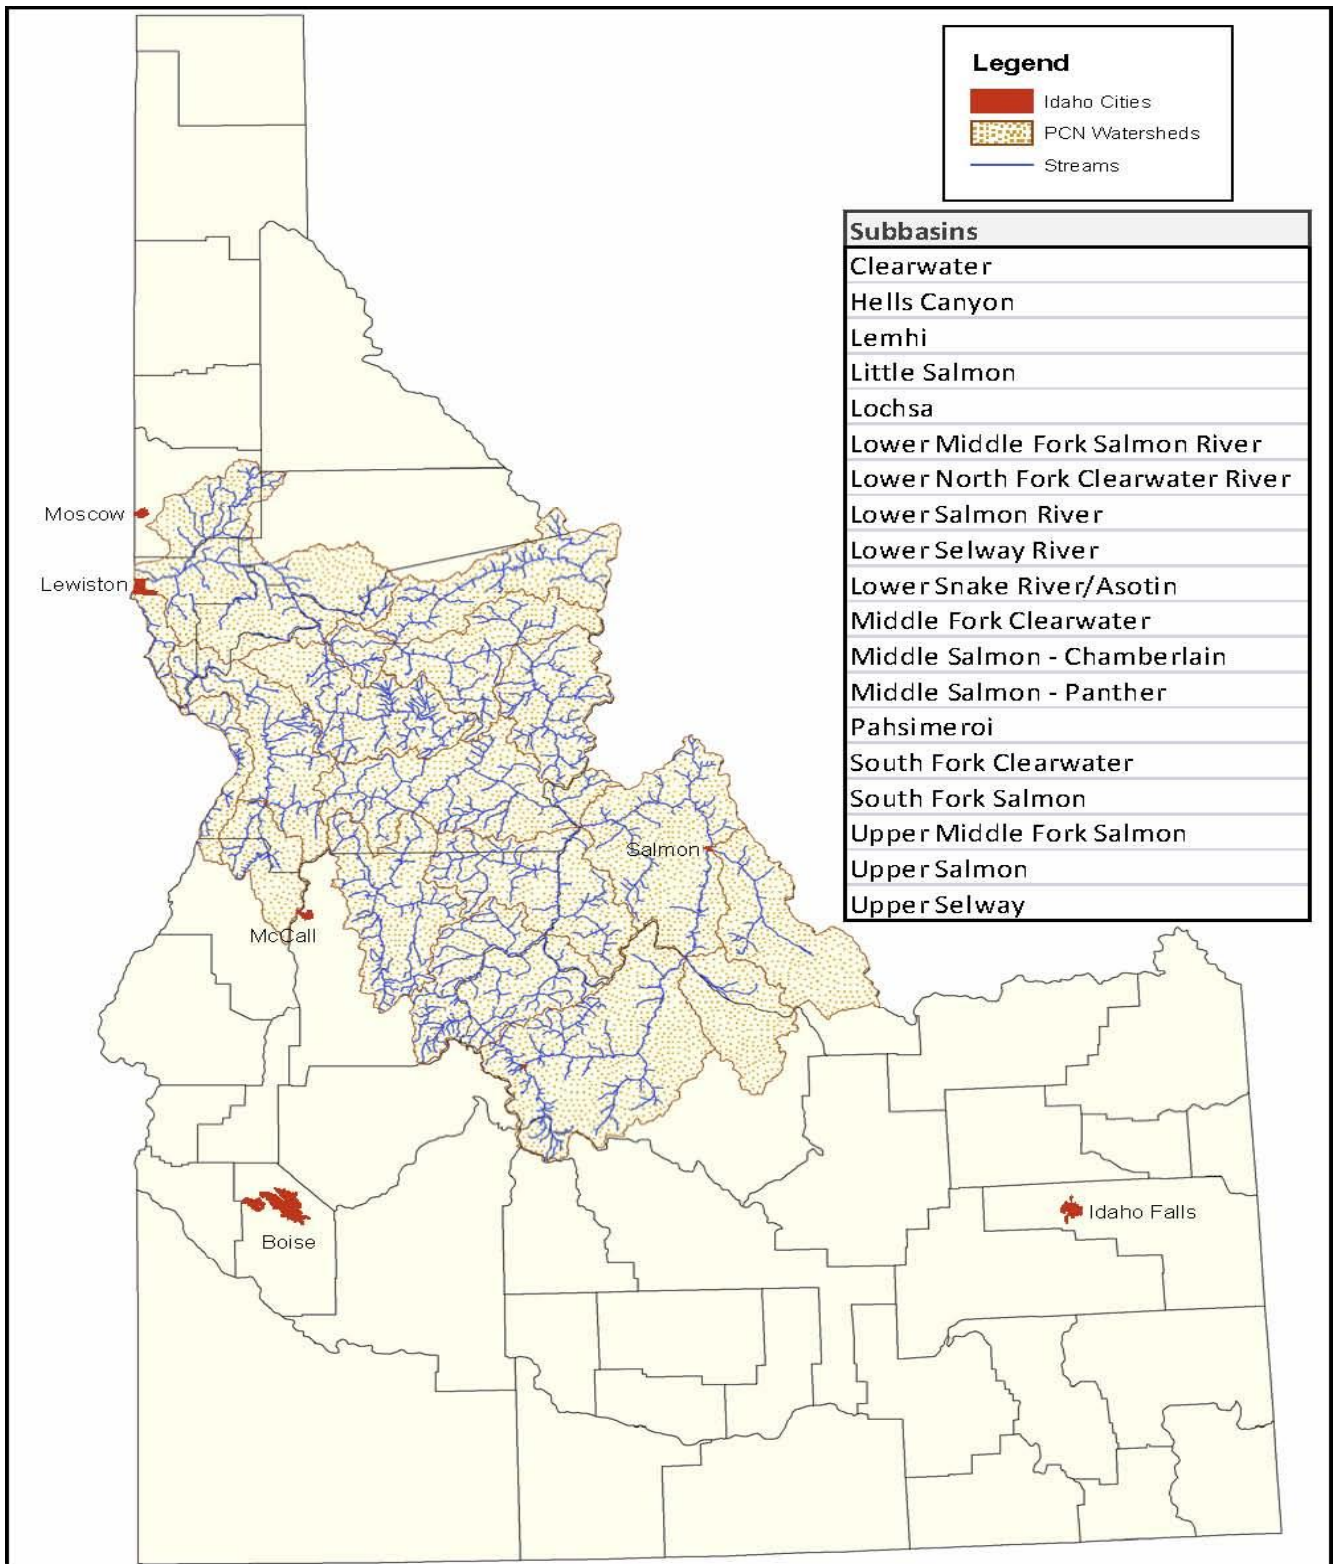 Legend
Idaho Cities
PCN Watersheds
Streams
Subbasins
Clearwater
Hells Canyon
Lemhi
Little Salmon
Lochsa
Lower Middle Fork Salmon River
Lower North Fork Clearwater River
Lower Salmon River
Lower Selway River
Lower Snake River/Asotin
Middle Fork Clearwater
Middle Salmon - Chamberlain
Middle Salmon - Panther
Pahsimeroi
South Fork Clearwater
South Fork Salmon
Upper Middle Fork Salmon
Upper Salmon
Upper Selway
Moscow
Lewiston
Salmon
McCall
Boise
Idaho Falls